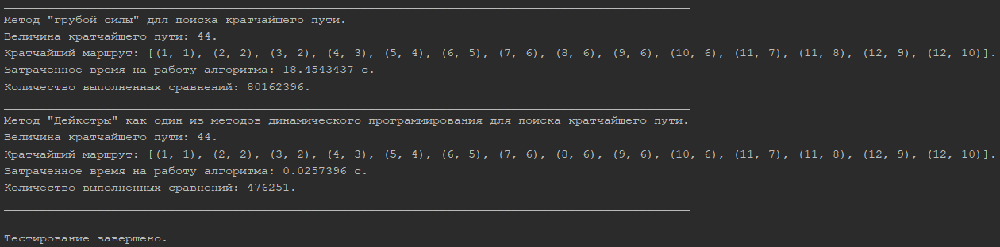 Метод "грубой силы" для поиска кратчайшего пути.
Величина кратчайшего пути: 44.
Кратчайший маршрут: [(1, 1), (2, 2), (3, 2), (4, 3), (5, 4), (6, 5), (7, 6), (8, 6), (9, 6), (10, 6), (11, 7), (11, 8), (12, 9), (12, 10)].
Затраченное время на работу алгоритма: 18.4543437 с.
Количество выполненных сравнений: 80162396.
Метод "Дейкстры" как один из методов динамического программирования для поиска кратчайшего пути.
Величина кратчайшего пути: 44.
Кратчайший маршрут: [(1, 1), (2, 2), (3, 2), (4, 3), (5, 4), (6, 5), (7, 6), (8, 6), (9, 6), (10, 6), (11, 7), (11, 8), (12, 9), (12, 10)].
Затраченное время на работу алгоритма: 0.0257396 с.
Количество выполненных сравнений: 476251.
Тестирование завершено.